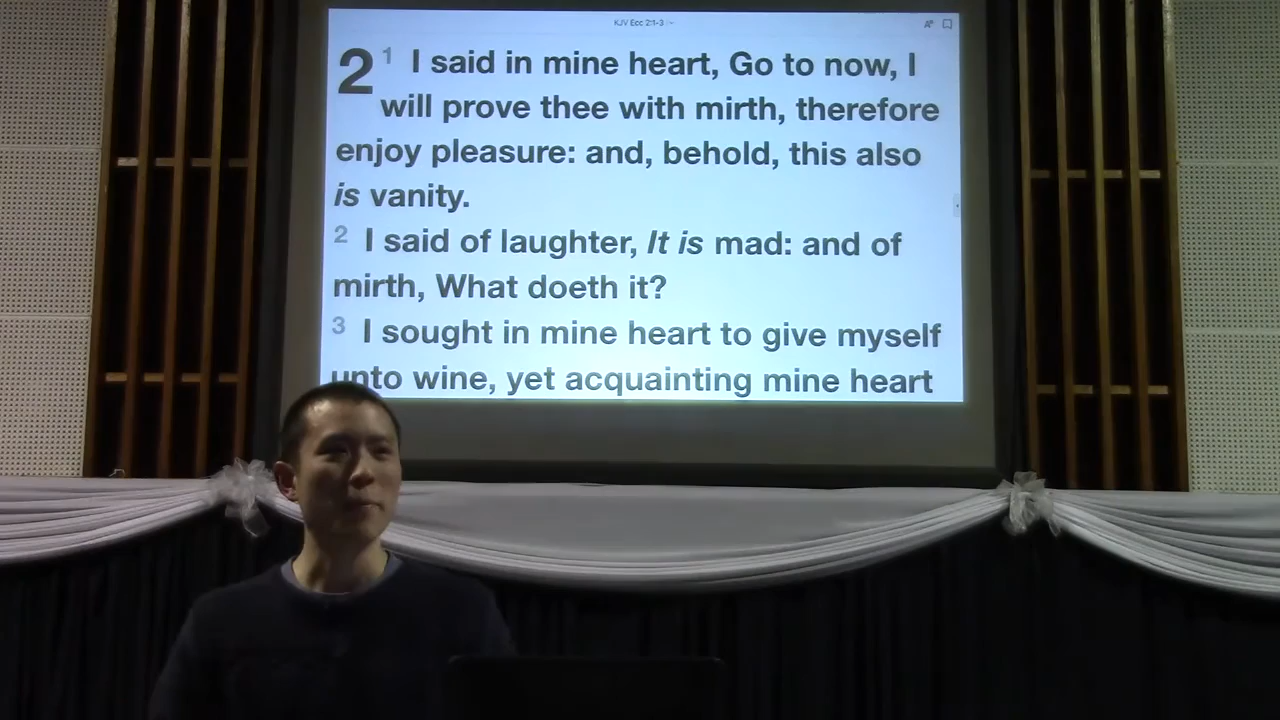 KJV Ecc 2:1-3
2 1 I said in mine heart, Go to now, I
will prove thee with mirth, therefore
enjoy pleasure: and, behold, this also
is vanity.
2 I said of laughter, It is mad: and of
mirth, What doeth it?
3 I sought in mine heart to give myself
unto wine, yet acquainting mine heart